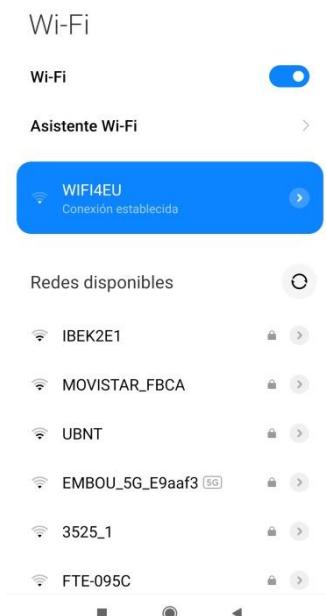 Wi-Fi
Wi-Fi
Asistente Wi-Fi
WIFI4EU
Conexión establecida
Redes disponibles
IBEK2E1
MOVISTAR_FBCA
UBNT
EMBOU_5G_E9aaf3 5G
3525_1
FTE-095C